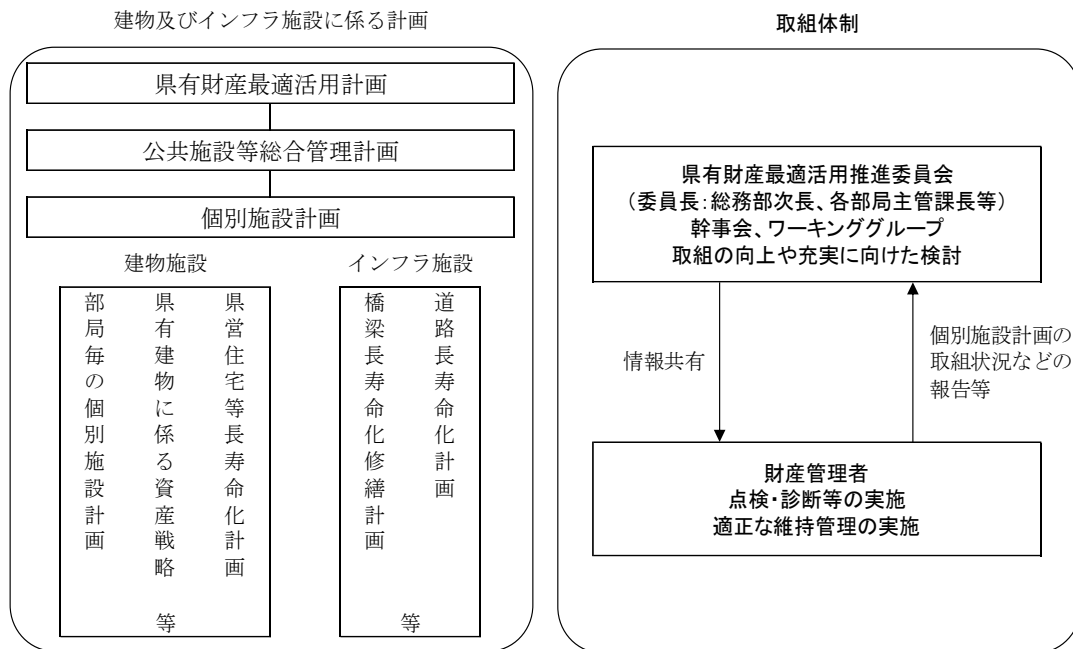 建物及びインフラ施設に係る計画
県有財産最適活用計画
公共施設等総合管理計画
個別施設計画
建物施設
県営住宅等長寿命化計画
県有建物に係る資産戦略
部局毎の個別施設計画
等
インフラ施設
道路長寿命化計画
橋梁長寿命化修繕計画
等
取組体制
県有財産最適活用推進委員会
(委員長:総務部次長、各部局主管課長等)
幹事会、ワーキンググループ
取組の向上や充実に向けた検討
情報共有
個別施設計画の
取組状況などの
報告等
財産管理者
点検・診断等の実施
適正な維持管理の実施